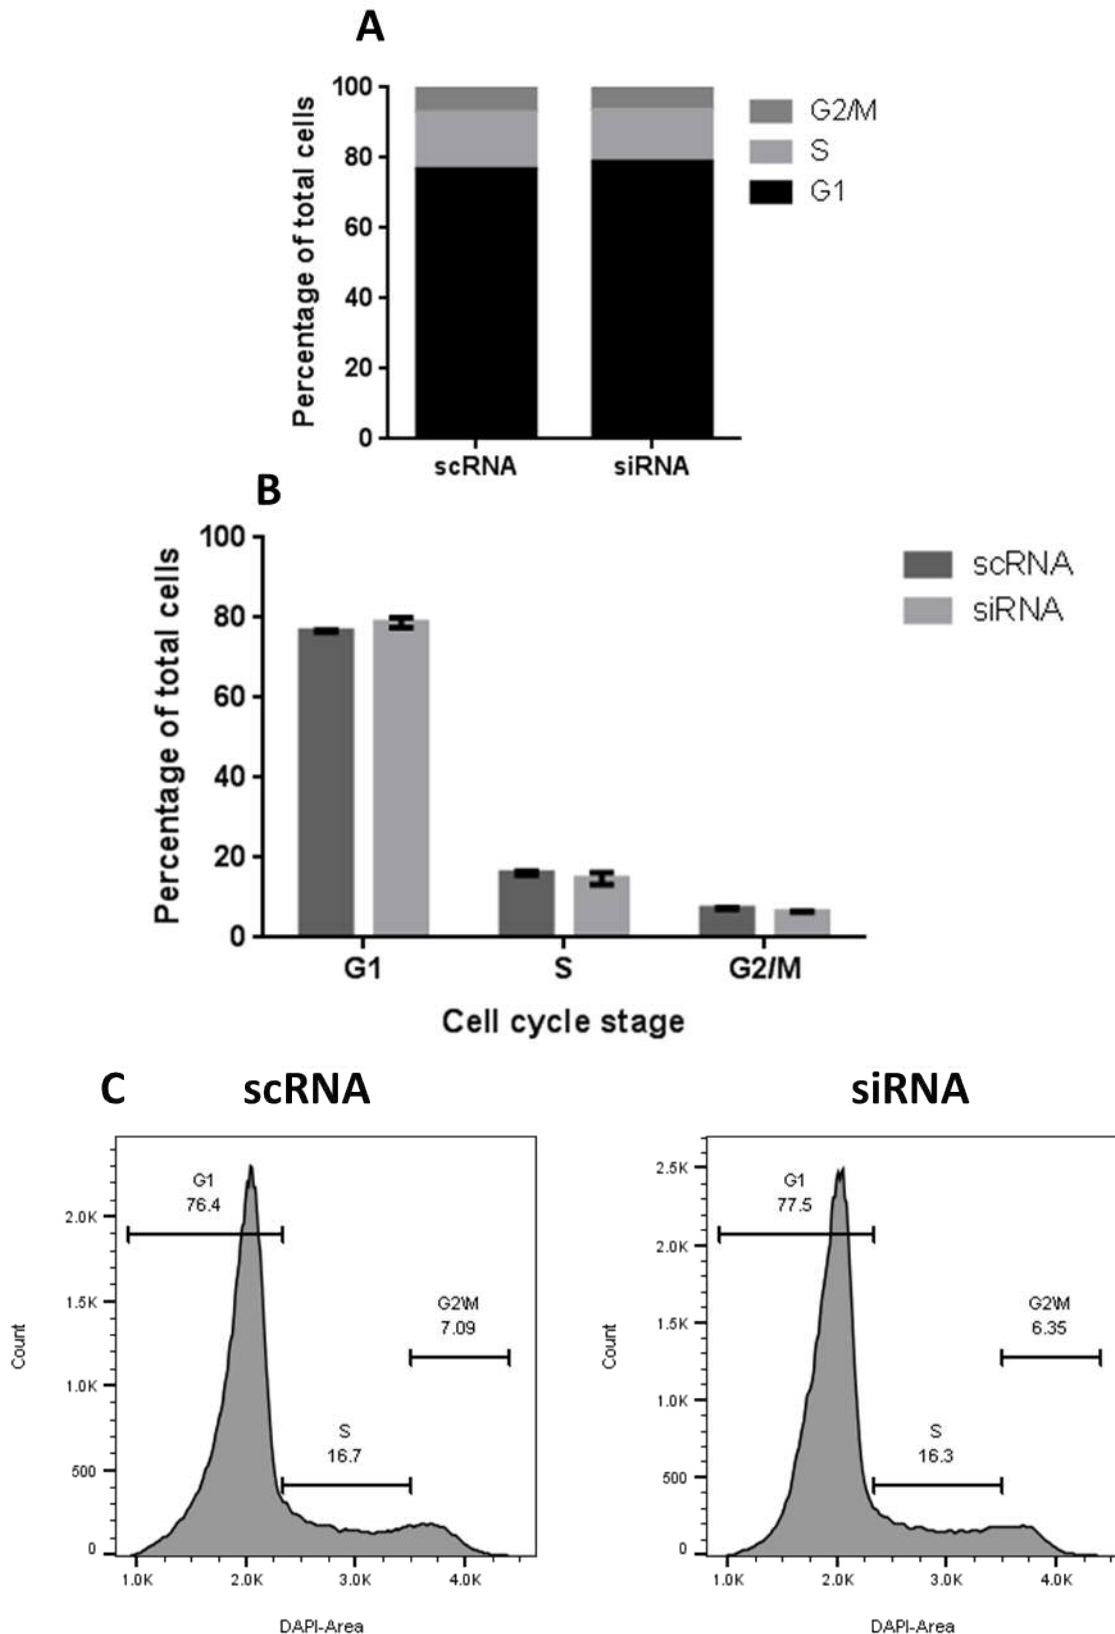 A
Percentage of total cells
100
80
60
40
20
0
scRNA
siRNA
G2/M
S
G1
B
Percentage of total cells
100
80
60
40
20
0
G1
S
G2/M
Cell cycle stage
scRNA
siRNA
C
scRNA
siRNA
Count
2.0K
1.5K
1.0K
500
0
G1
76.4
G2\M
7.09
S
16.7
1.0K
2.0K
3.0K
4.0K
DAPI-Area
Count
2.5K
2.0K
1.5K
1.0K
500
0
G1
77.5
G2\M
6.35
S
16.3
1.0K
2.0K
3.0K
4.0K
DAPI-Area